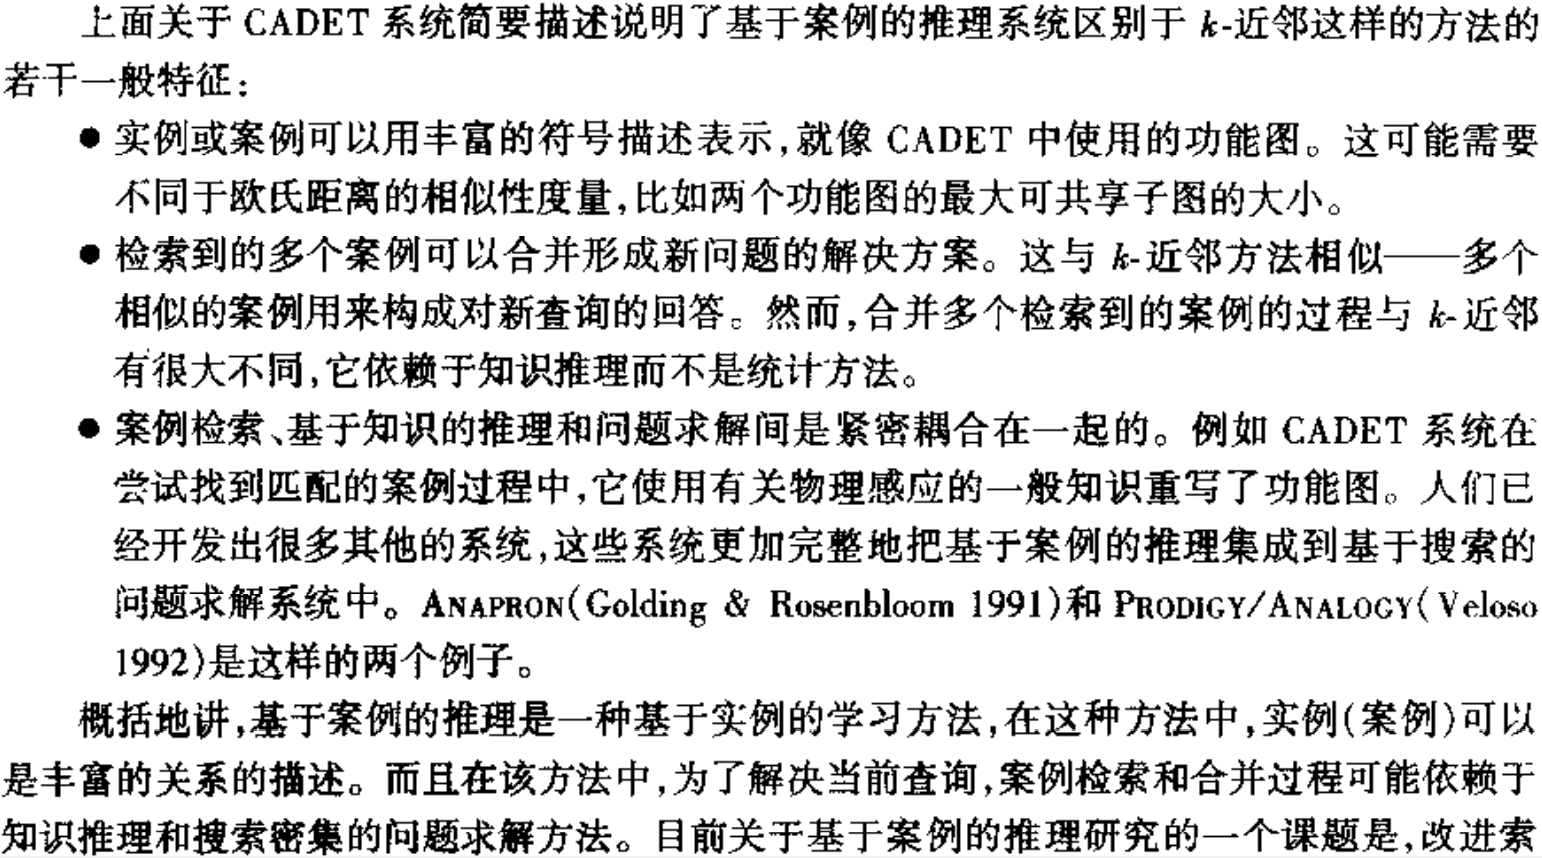 上面关于 CADET 系统简要描述说明了基于案例的推理系统区别于 k-近邻这样的方法的
若干一般特征:
● 实例或案例可以用丰富的符号描述表示,就像 CADET 中使用的功能图。这可能需要
不同于欧氏距离的相似性度量,比如两个功能图的最大可共享子图的大小。
● 检索到的多个案例可以合并形成新问题的解决方案。这与 k-近邻方法相似——多个
相似的案例用来构成对新查询的回答。然而,合并多个检索到的案例的过程与 k-近邻
有很大不同,它依赖于知识推理而不是统计方法。
● 案例检索、基于知识的推理和问题求解间是紧密耦合在一起的。例如 CADET 系统在
尝试找到匹配的案例过程中,它使用有关物理感应的一般知识重写了功能图。人们已
经开发出很多其他的系统,这些系统更加完整地把基于案例的推理集成到基于搜索的
问题求解系统中。ANAPRON(Golding & Rosenbloom 1991)和 PRODIGY/ANALOGY(Veloso
1992)是这样的两个例子。
概括地讲,基于案例的推理是一种基于实例的学习方法,在这种方法中,实例(案例)可以
是丰富的关系的描述。而且在该方法中,为了解决当前查询,案例检索和合并过程可能依赖于
知识推理和搜索密集的问题求解方法。目前关于基于案例的推理研究的一个课题是,改进索